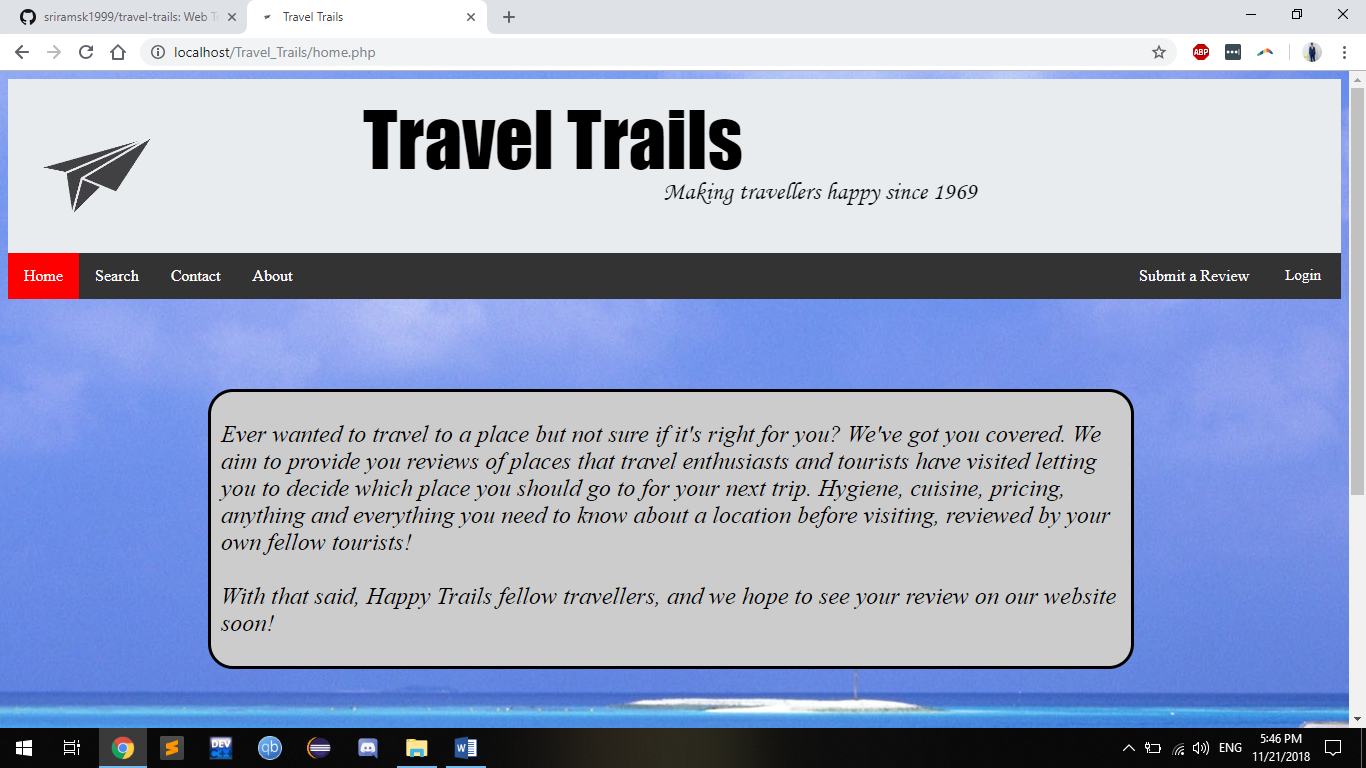 sriramsk1999/travel-trails: Web T
Travel Trails
localhost/Travel_Trails/home.php
ABP
Travel Trails
Making travellers happy since 1969
Home Search Contact About Submit a Review Login
Ever wanted to travel to a place but not sure if it's right for you? We've got you covered. We
aim to provide you reviews of places that travel enthusiasts and tourists have visited letting
you to decide which place you should go to for your next trip. Hygiene, cuisine, pricing,
anything and everything you need to know about a location before visiting, reviewed by your
own fellow tourists!
With that said, Happy Trails fellow travellers, and we hope to see your review on our website
soon!
DEV
C++
qb
W
ENG
5:46 PM
11/21/2018